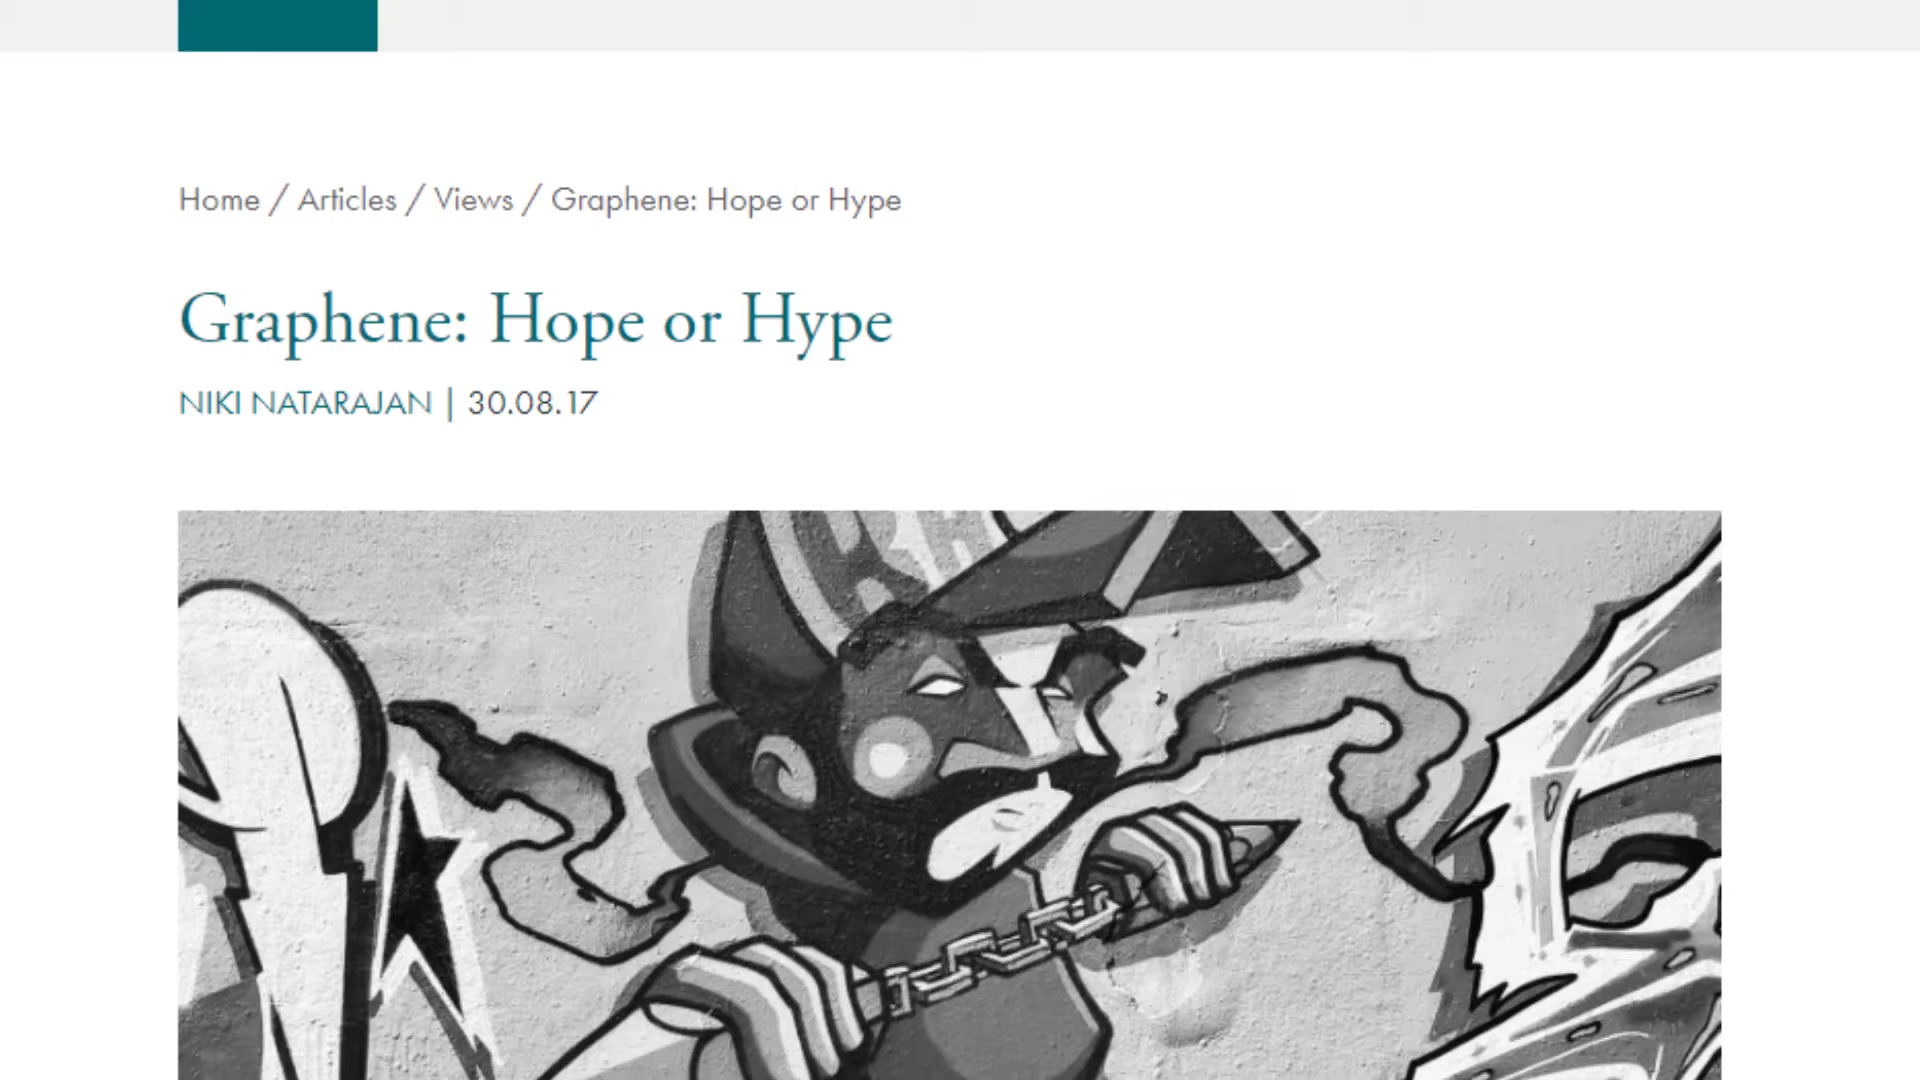 Home / Articles / Views / Graphene: Hope or Hype
Graphene: Hope or Hype
NIKI NATARAJAN | 30.08.17